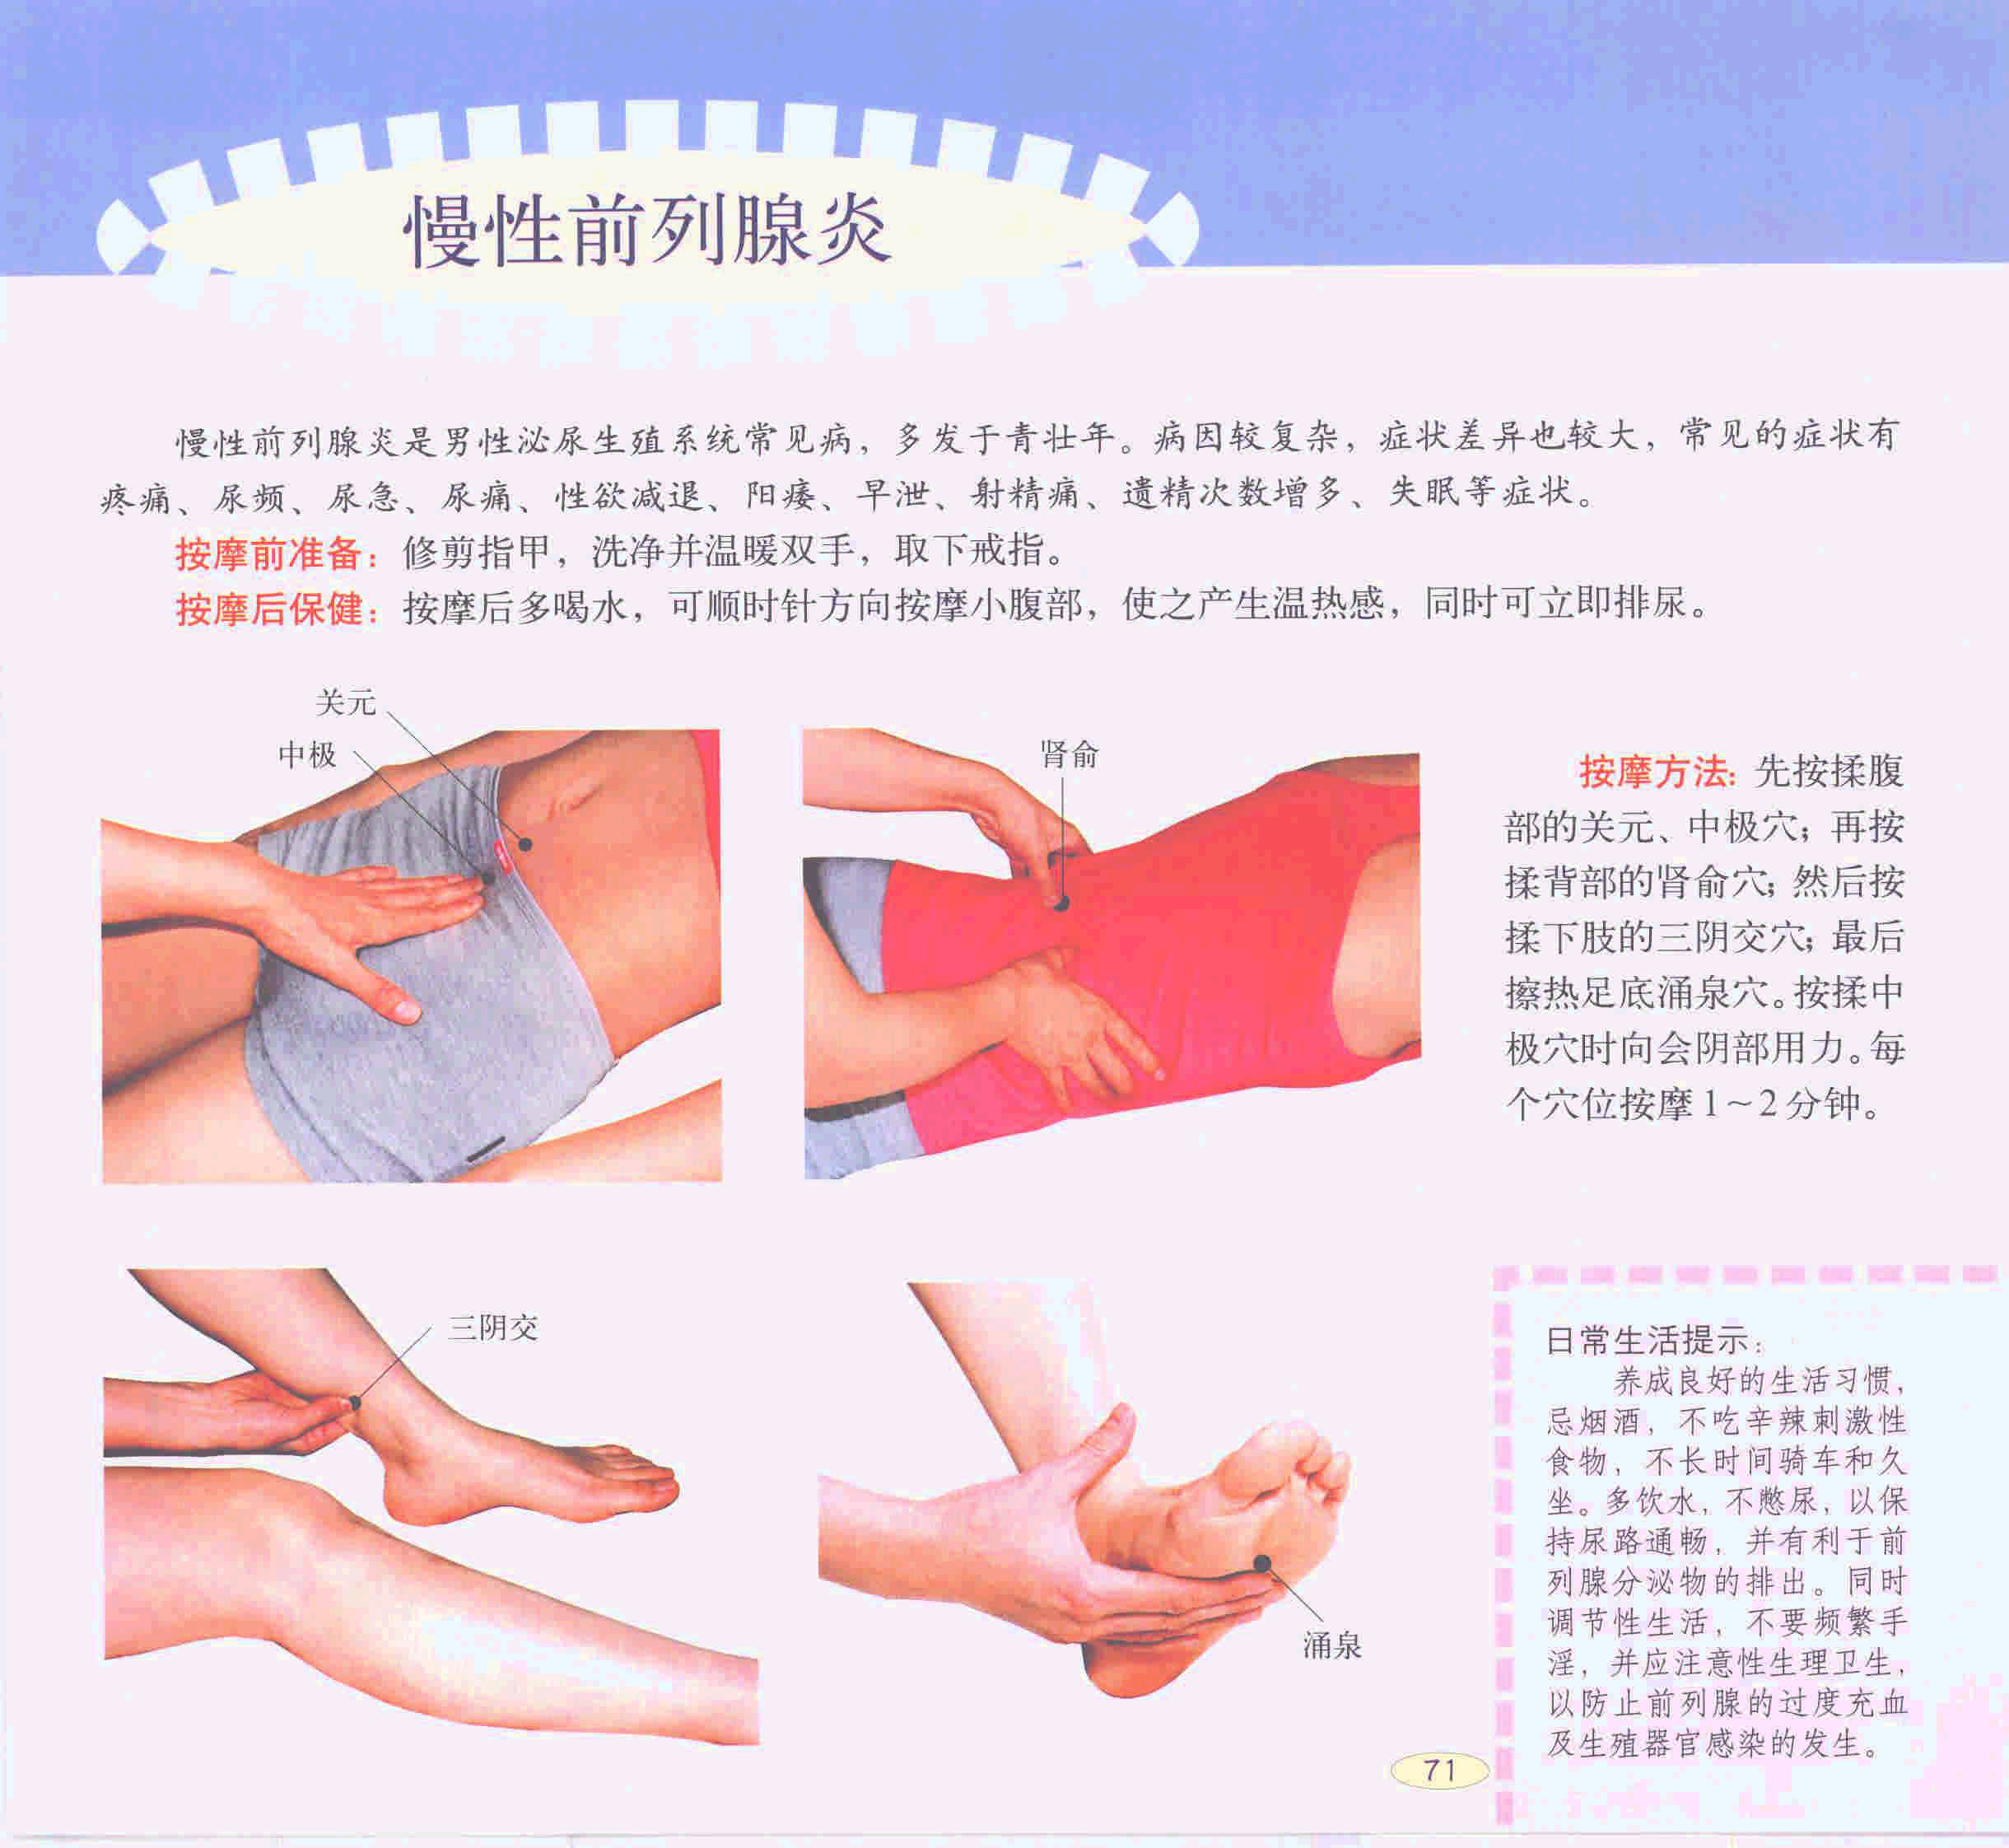 慢性前列腺炎
慢性前列腺炎是男性泌尿生殖系统常见病，多发于青壮年。病因较复杂，症状差异也较大，常见的症状有
疼痛、尿频、尿急、尿痛、性欲减退、阳痿、早泄、射精痛、遗精次数增多、失眠等症状。
按摩前准备：修剪指甲，洗净并温暖双手，取下戒指。
按摩后保健：按摩后多喝水，可顺时针方向按摩小腹部，使之产生温热感，同时可立即排尿。
关元
中极
肾俞
按摩方法：先按揉腹
部的关元、中极穴；再按
揉背部的肾俞穴；然后按
揉下肢的三阴交穴；最后
擦热足底涌泉穴。按揉中
极穴时向会阴部用力。每
个穴位按摩1～2分钟。
三阴交
涌泉
日常生活提示：
养成良好的生活习惯，
忌烟酒，不吃辛辣刺激性
食物，不长时间骑车和久
坐。多饮水，不憋尿，以保
持尿路通畅，并有利于前
列腺分泌物的排出。同时
调节性生活，不要频繁手
淫，并应注意性生理卫生，
以防止前列腺的过度充血
及生殖器官感染的发生。
71